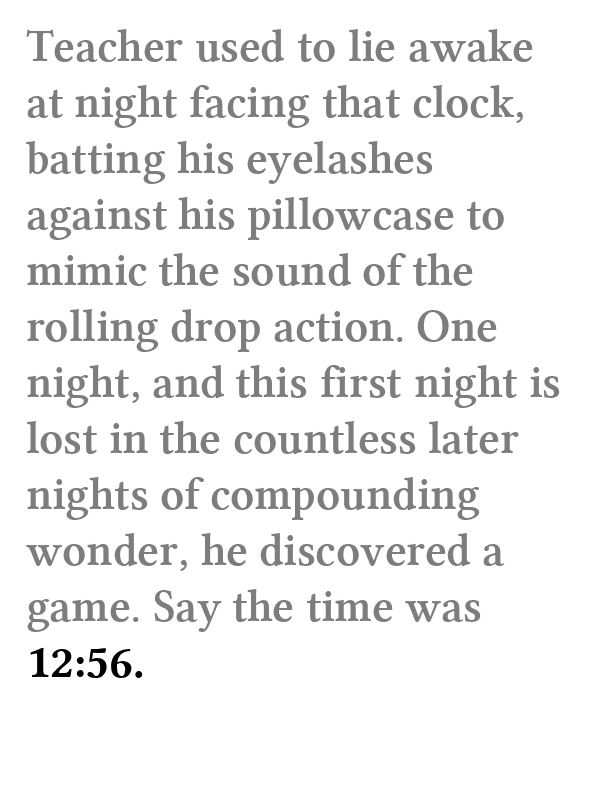 Teacher used to lie awake
at night facing that clock,
batting his eyelashes
against his pillowcase to
mimic the sound of the
rolling drop action. One
night, and this first night is
lost in the countless later
nights of compounding
wonder, he discovered a
game. Say the time was
12:56.